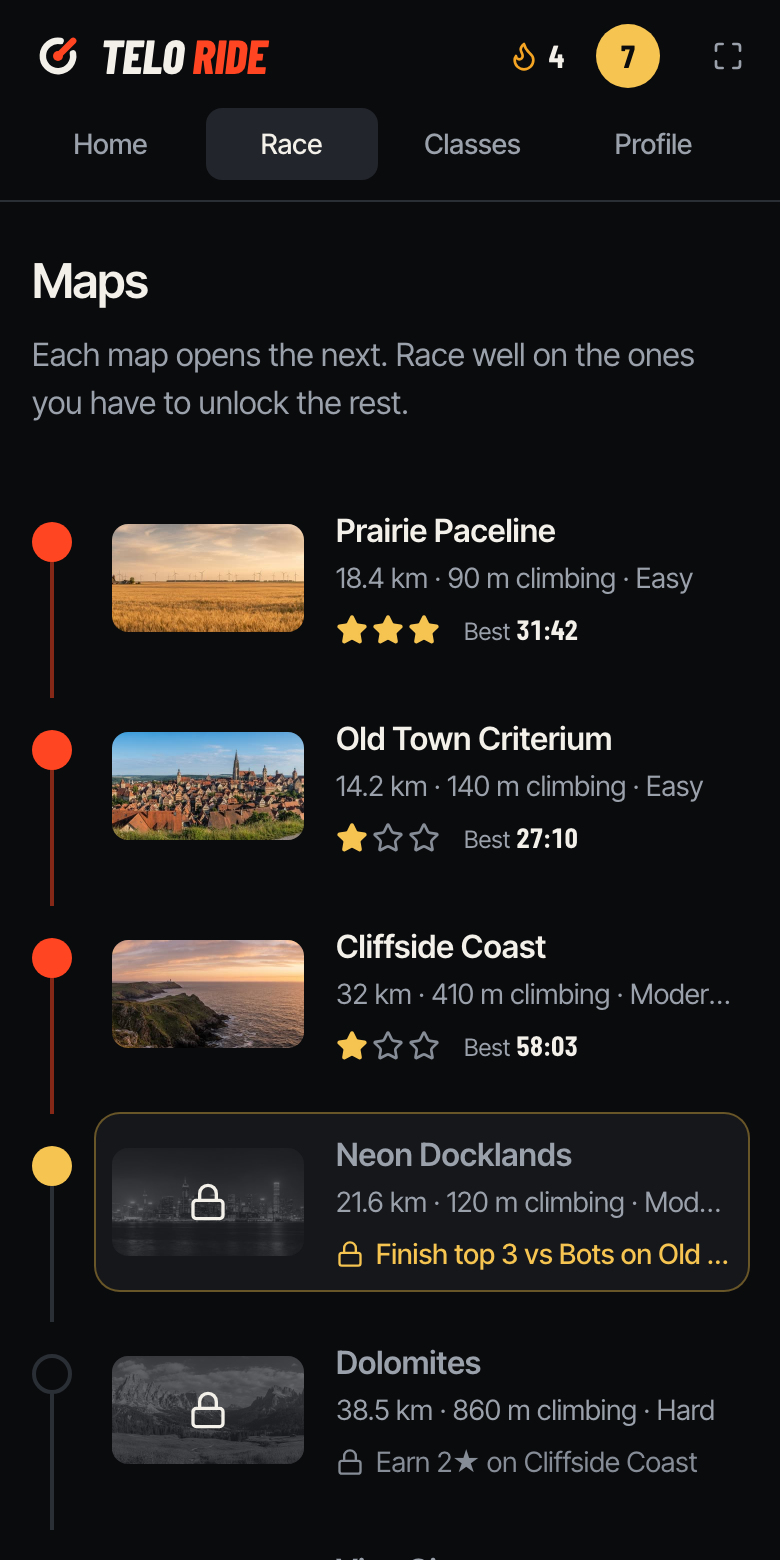 TELO RIDE
4
7
Home
Race
Classes
Profile
Maps
Each map opens the next. Race well on the ones
you have to unlock the rest.
Prairie Paceline
18.4 km · 90 m climbing · Easy
Best 31:42
Old Town Criterium
14.2 km · 140 m climbing · Easy
Best 27:10
Cliffside Coast
32 km · 410 m climbing · Moder...
Best 58:03
Neon Docklands
21.6 km · 120 m climbing · Mod...
Finish top 3 vs Bots on Old ...
Dolomites
38.5 km · 860 m climbing · Hard
Earn 2★ on Cliffside Coast